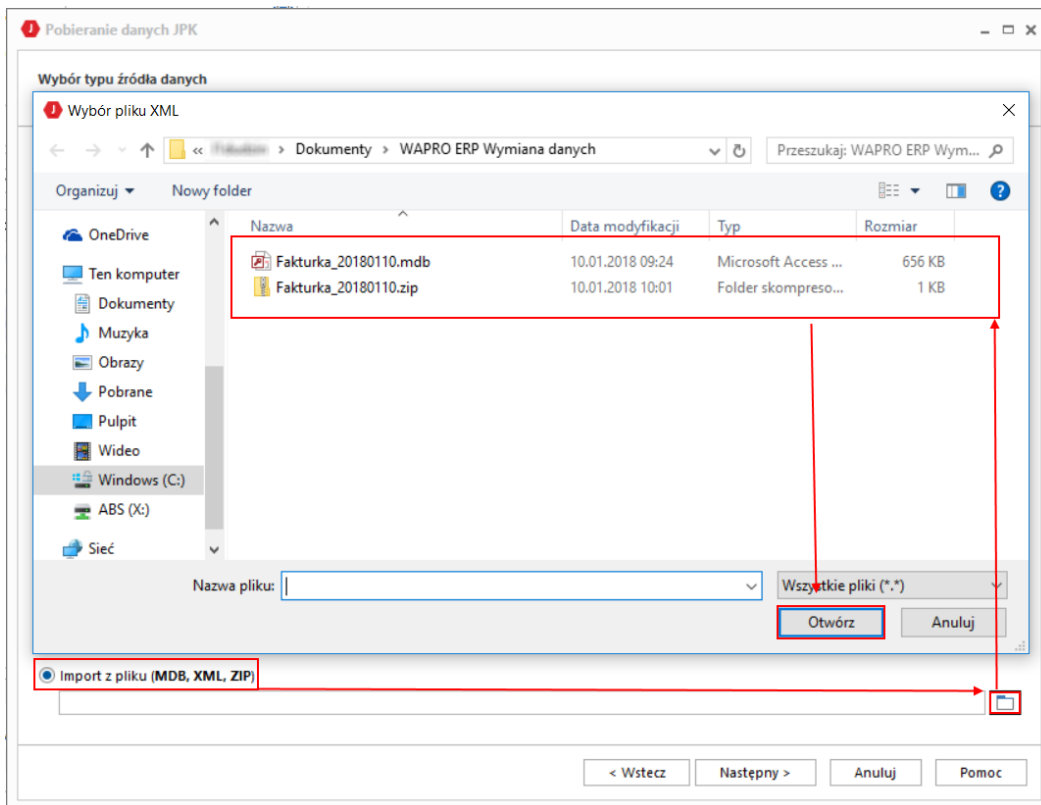 Pobieranie danych JPK
Wybór typu źródła danych
Wybór pliku XML
« › Dokumenty › WAPRO ERP Wymiana danych
Przeszukaj: WAPRO ERP Wym...
Organizuj
Nowy folder
Nazwa Data modyfikacji Typ Rozmiar
OneDrive
Ten komputer
Dokumenty
Muzyka
Obrazy
Pobrane
Pulpit
Wideo
Windows (C:)
ABS (X:)
Sieć
Fakturka_20180110.mdb 10.01.2018 09:24 Microsoft Access ... 656 KB
Fakturka_20180110.zip 10.01.2018 10:01 Folder skompreso... 1 KB
Nazwa pliku:
Wszystkie pliki (*.*)
Otwórz
Anuluj
Import z pliku (MDB, XML, ZIP)
< Wstecz
Następny >
Anuluj
Pomoc